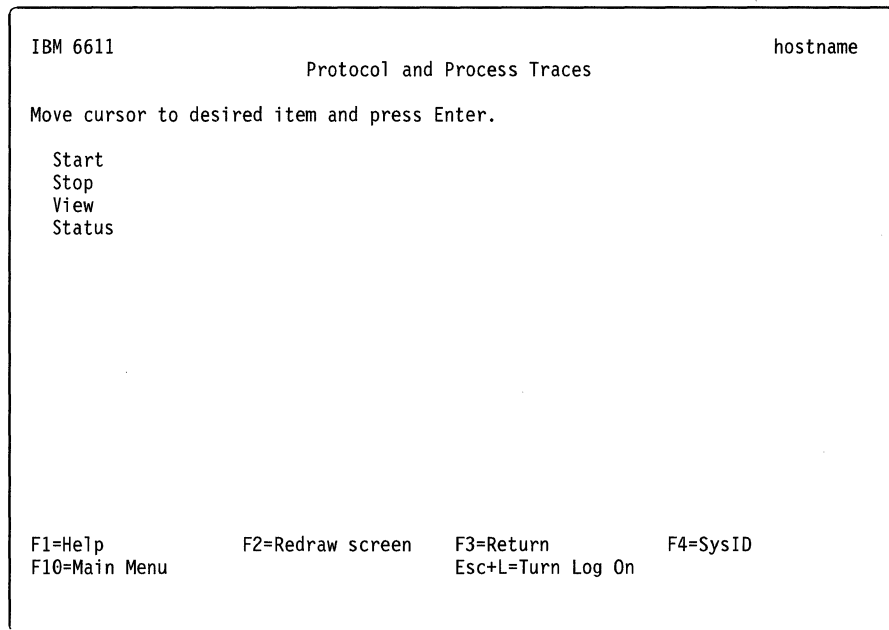 IBM 6611 hostname
Protocol and Process Traces
Move cursor to desired item and press Enter.
Start
Stop
View
Status
F1=Help F2=Redraw screen F3=Return F4=SysID
F10=Main Menu Esc+L=Turn Log On